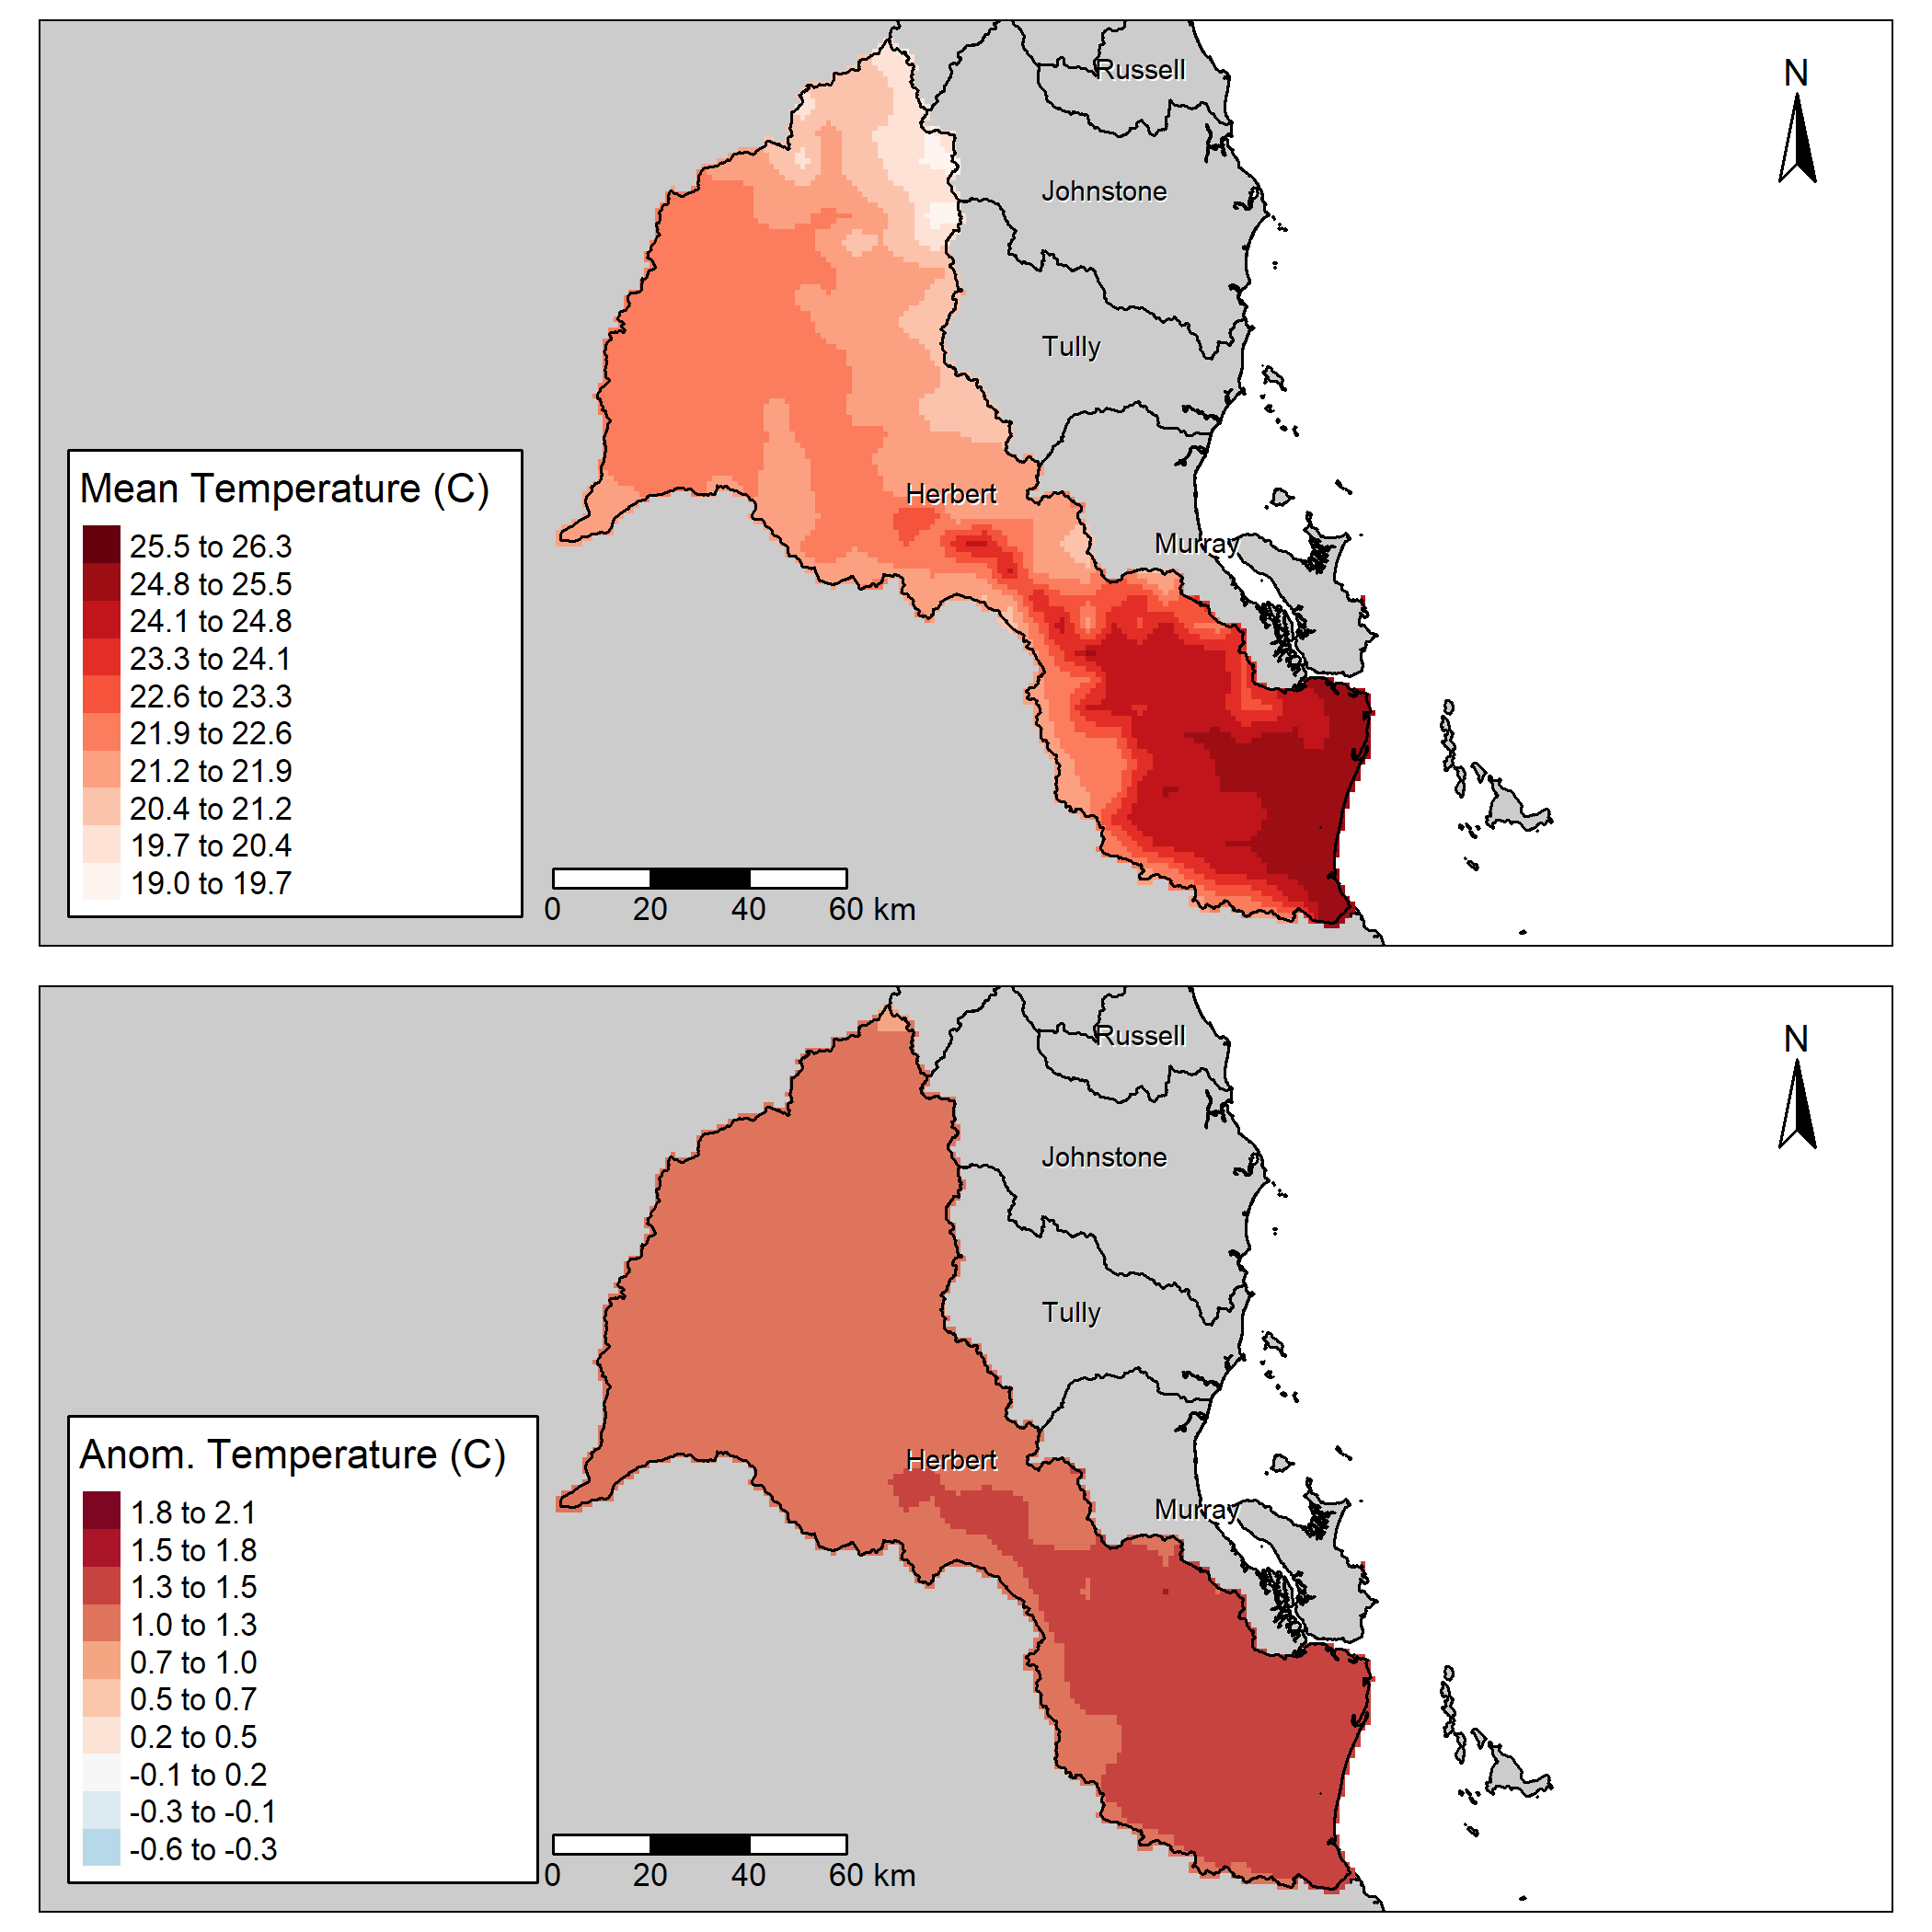 Russell
N
Johnstone
Tully
Mean Temperature (C)
Herbert
25.5 to 26.3
Murray
24.8 to 25.5
24.1 to 24.8
23.3 to 24.1
22.6 to 23.3
21.9 to 22.6
21.2 to 21.9
20.4 to 21.2
19.7 to 20.4
19.0 to 19.7
0 20 40 60 km
Russell
N
Johnstone
Tully
Anom. Temperature (C)
Herbert
1.8 to 2.1
Murray
1.5 to 1.8
1.3 to 1.5
1.0 to 1.3
0.7 to 1.0
0.5 to 0.7
0.2 to 0.5
-0.1 to 0.2
-0.3 to -0.1
-0.6 to -0.3
0 20 40 60 km